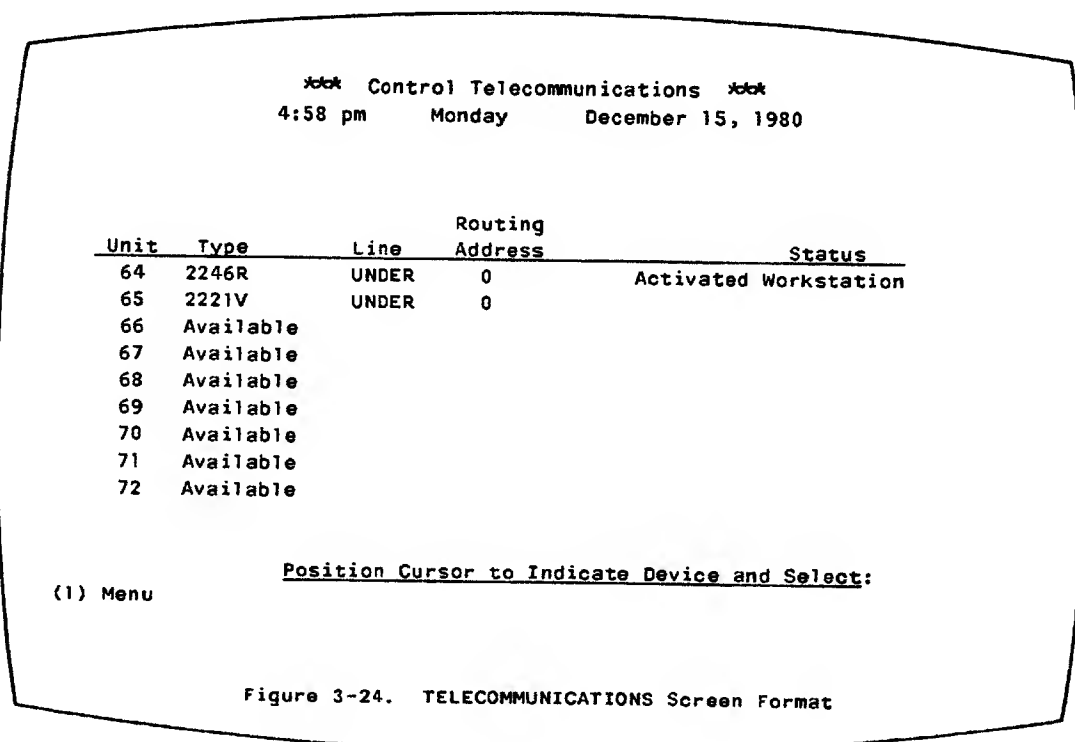 *** Control Telecommunications ***
4:58 pm Monday December 15, 1980
Routing
Unit Type Line Address Status
64 2246R UNDER 0 Activated Workstation
65 2221V UNDER 0
66 Available
67 Available
68 Available
69 Available
70 Available
71 Available
72 Available
Position Cursor to Indicate Device and Select:
(1) Menu
Figure 3-24. TELECOMMUNICATIONS Screen Format